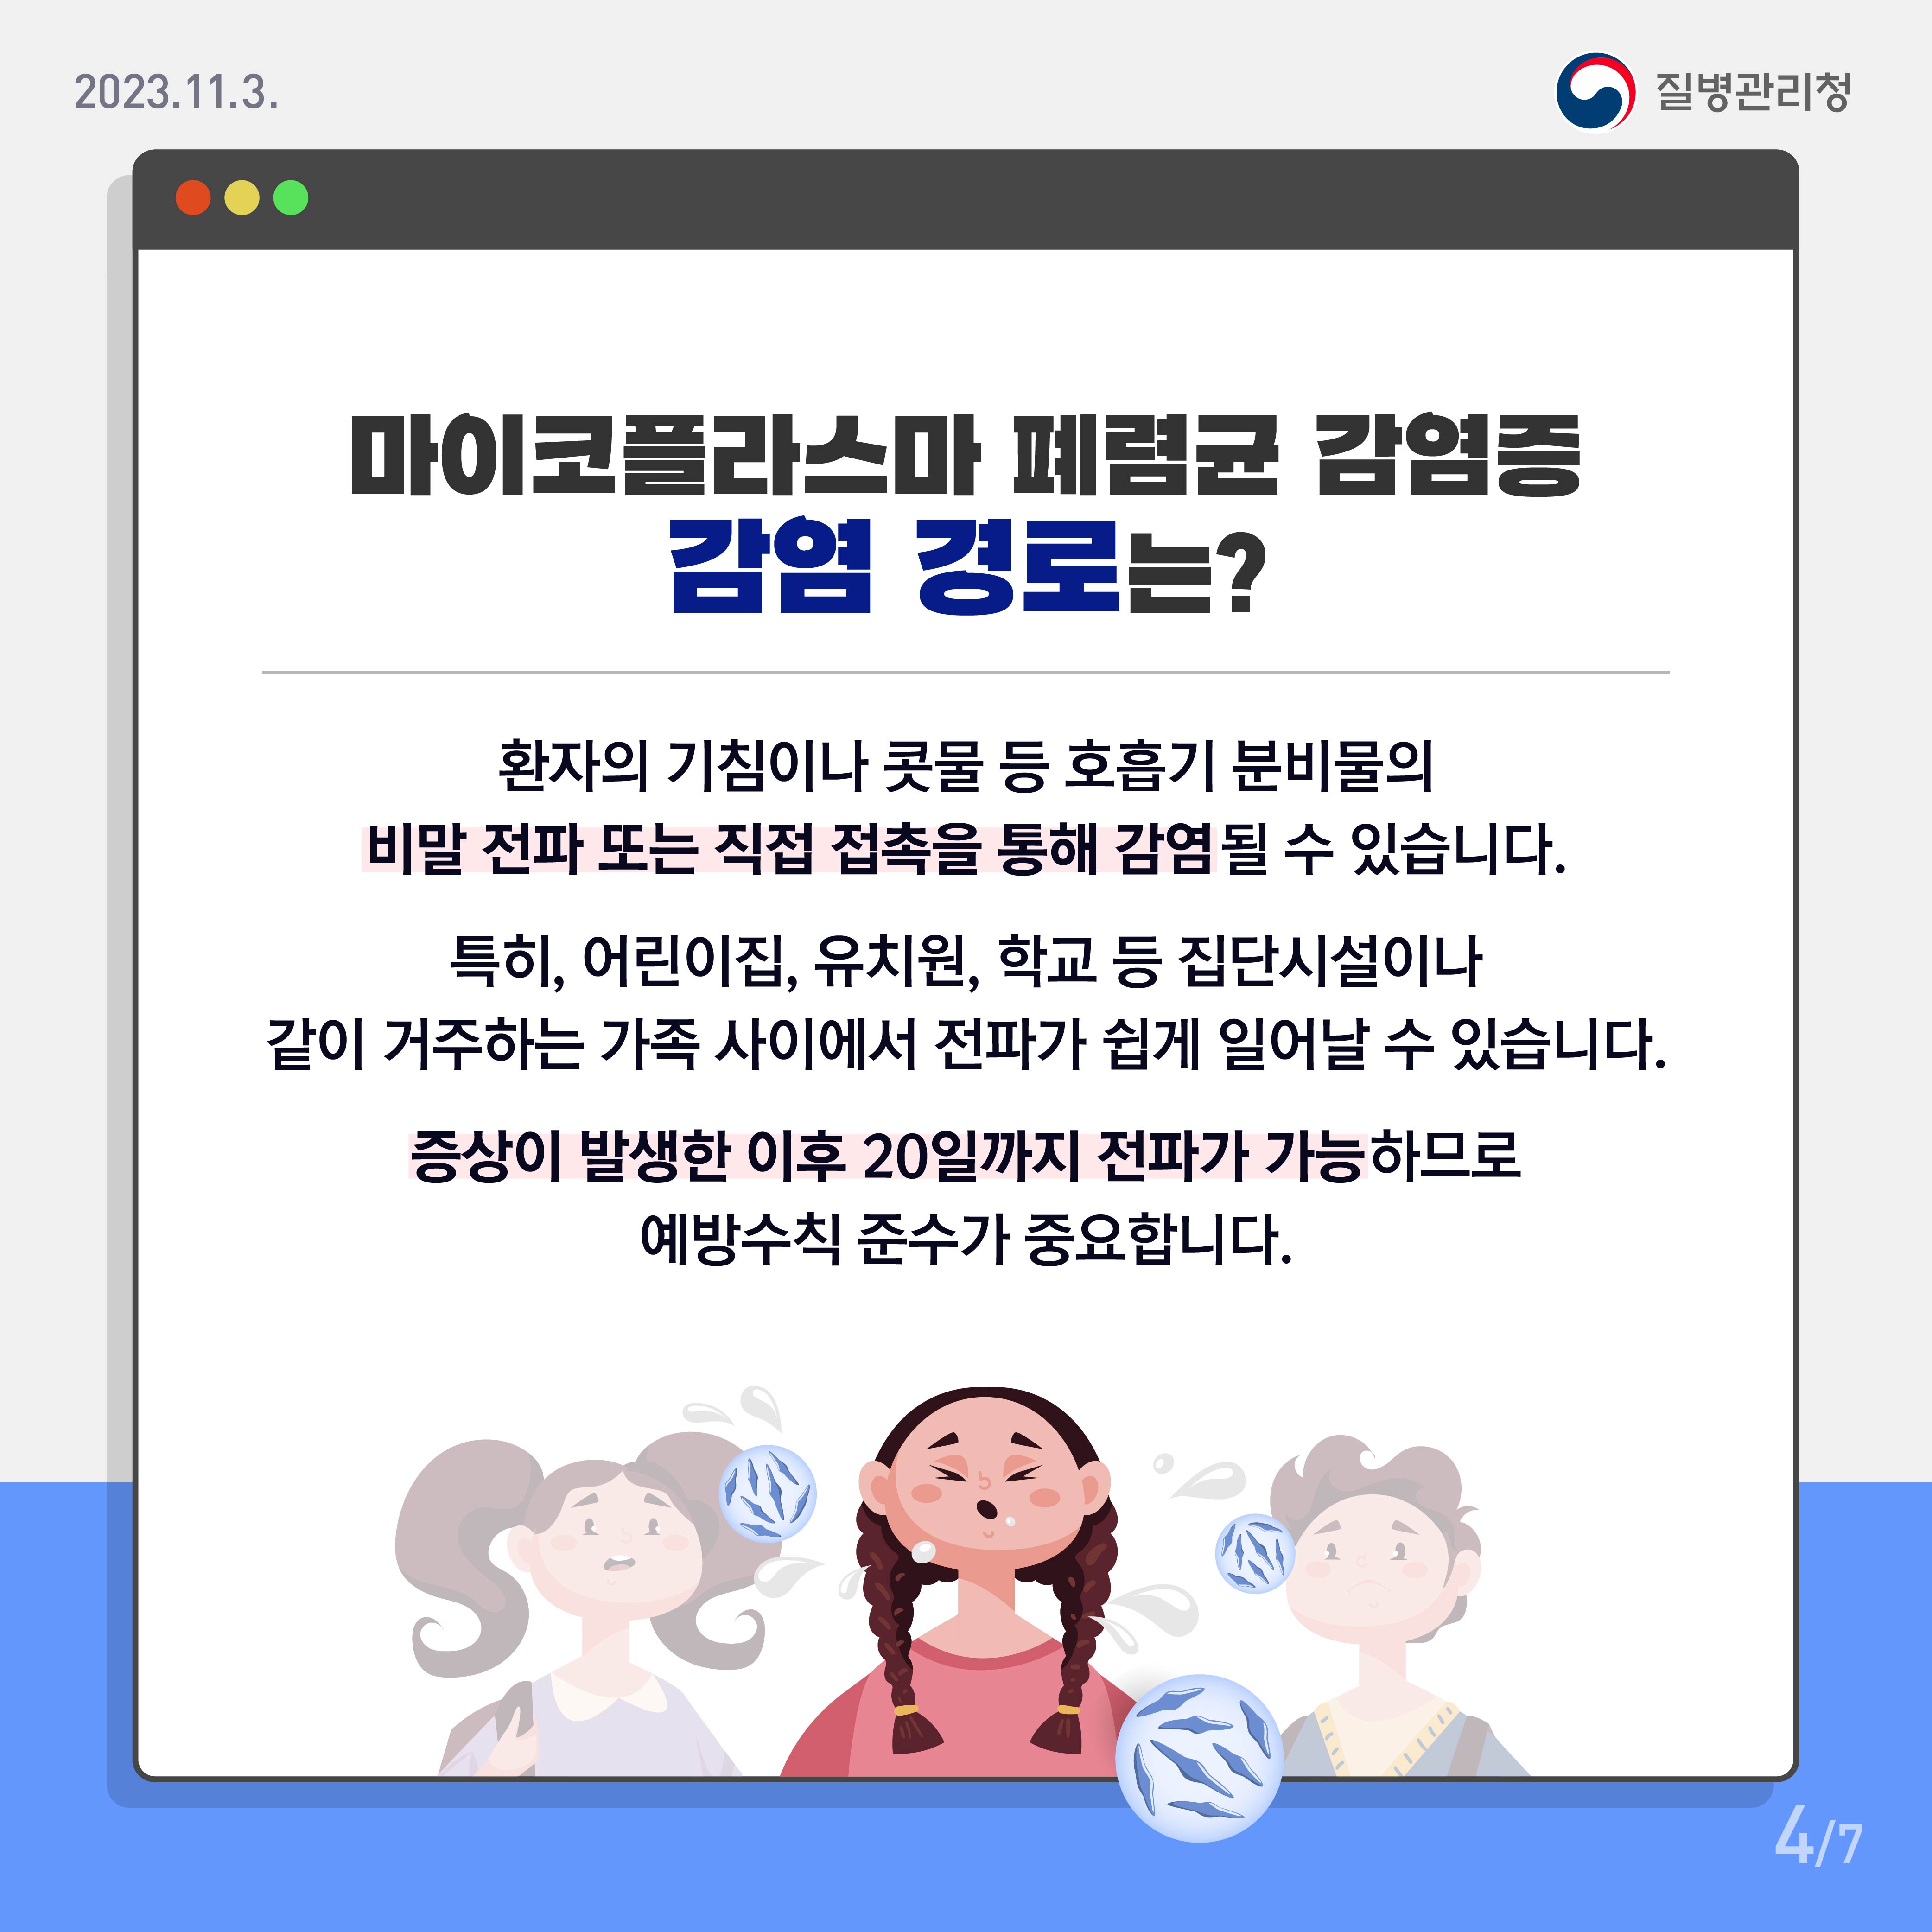 2023.11.3.
질병관리청
마이코플라스마 폐렴균 감염증
감염 경로는?
환자의 기침이나 콧물 등 호흡기 분비물의
비말 전파 또는 직접 접촉을 통해 감염될 수 있습니다.
특히, 어린이집, 유치원, 학교 등 집단시설이나
같이 거주하는 가족 사이에서 전파가 쉽게 일어날 수 있습니다.
증상이 발생한 이후 20일까지 전파가 가능하므로
예방수칙 준수가 중요합니다.
4/7